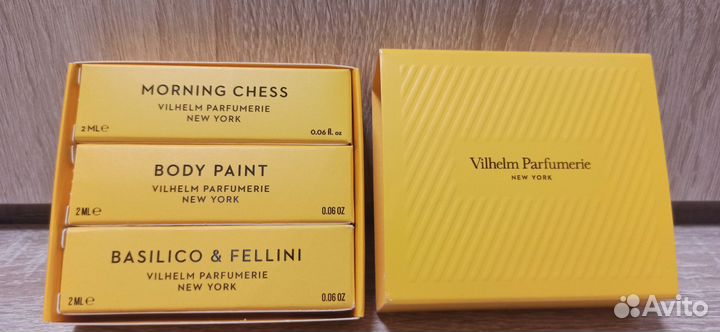 MORNING CHESS
VILHELM PARFUMERIE
NEW YORK
2 ML℮
0.06 fl. oz
BODY PAINT
VILHELM PARFUMERIE
NEW YORK
2 ML℮
0.06 OZ
BASILICO & FELLINI
VILHELM PARFUMERIE
NEW YORK
2 ML℮
0.06 OZ
Vilhelm Parfumerie
NEW YORK
Avito